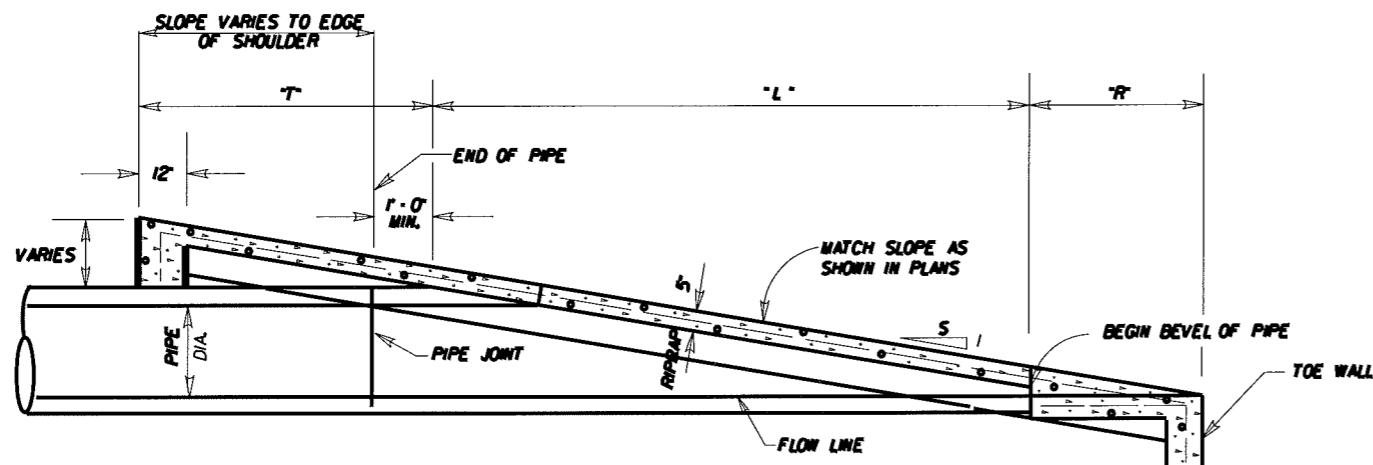 SLOPE VARIES TO EDGE
OF SHOULDER
"T"
"L"
"R"
END OF PIPE
12"
1'-0"
MIN.
VARIES
MATCH SLOPE AS
SHOWN IN PLANS
5"
S
1
BEGIN BEVEL OF PIPE
PIPE
DIA.
PIPE JOINT
RIPRAP
TOE WALL
FLOW LINE